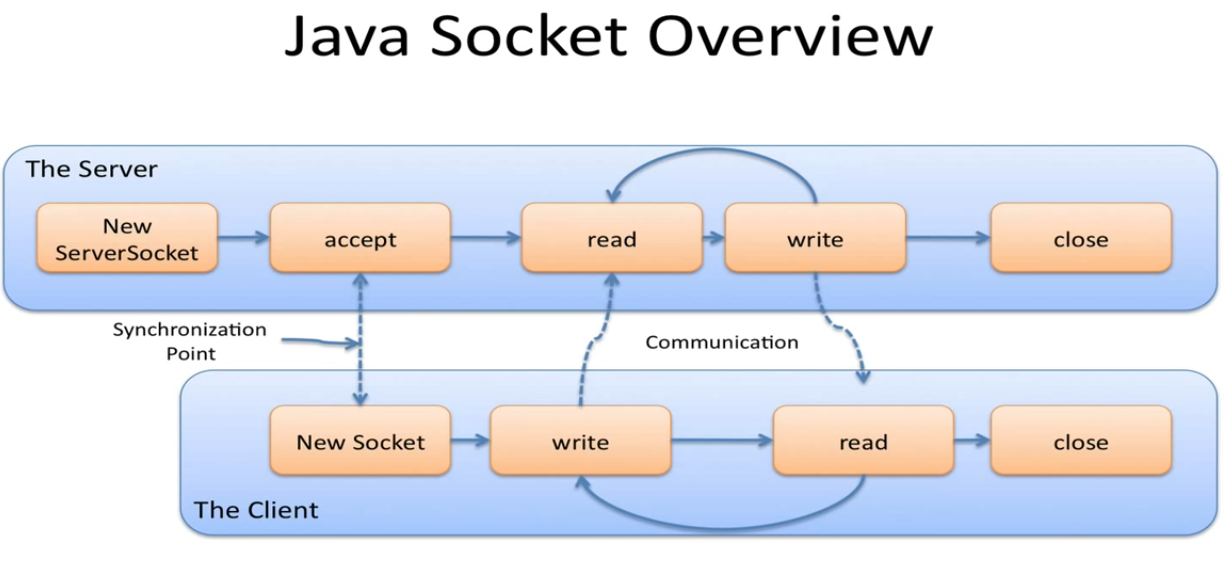 Java Socket Overview
The Server
New
ServerSocket
accept
read
write
close
Synchronization
Point
Communication
New Socket
write
read
close
The Client